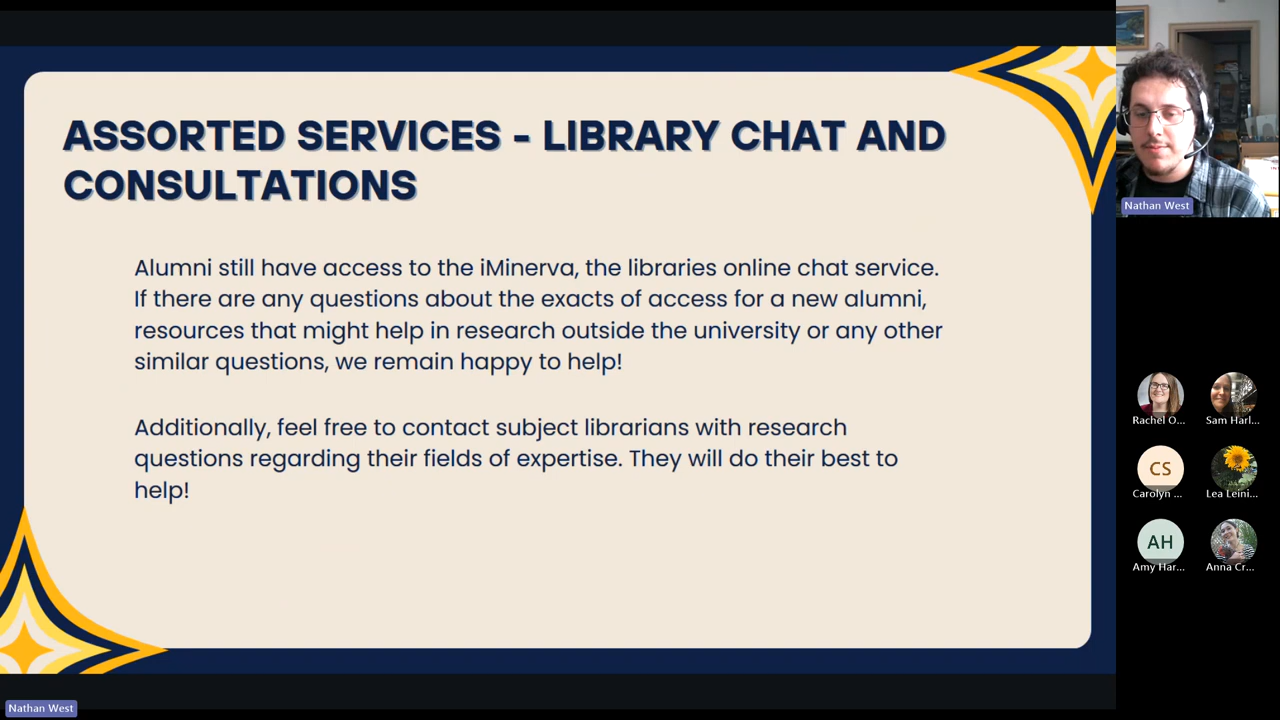 ASSORTED SERVICES - LIBRARY CHAT AND
CONSULTATIONS
Alumni still have access to the iMinerva, the libraries online chat service.
If there are any questions about the exacts of access for a new alumni,
resources that might help in research outside the university or any other
similar questions, we remain happy to help!
Additionally, feel free to contact subject librarians with research
questions regarding their fields of expertise. They will do their best to
help!
Nathan West
Rachel O...
Sam Harl...
CS
Carolyn ...
Lea Leini...
AH
Amy Har...
Anna Cr...
Nathan West